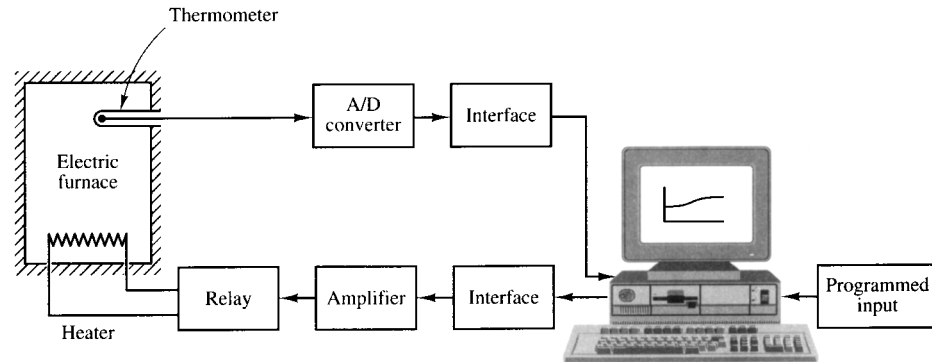 Thermometer
A/D
converter
Interface
Electric
furnace
Programmed
input
Relay
Amplifier
Interface
Heater